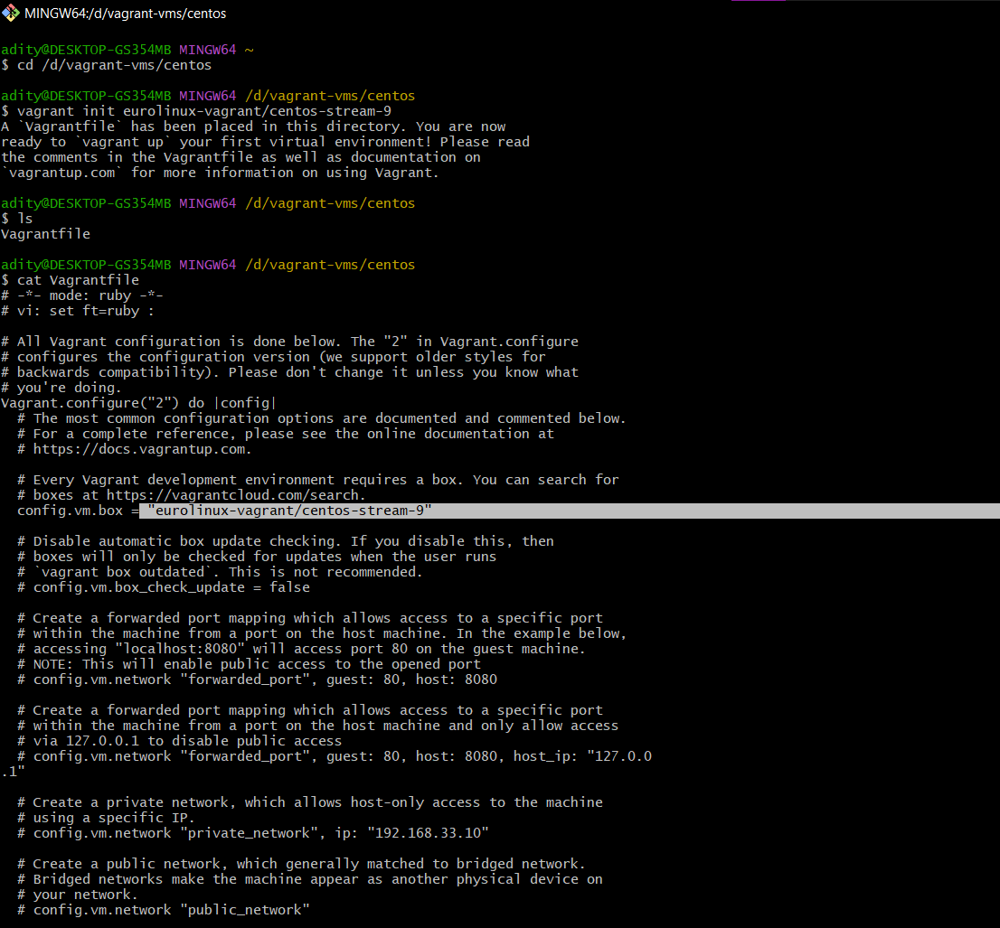 MINGW64:/d/vagrant-vms/centos
adity@DESKTOP-GS354MB MINGW64 ~
$ cd /d/vagrant-vms/centos
adity@DESKTOP-GS354MB MINGW64 /d/vagrant-vms/centos
$ vagrant init eurolinux-vagrant/centos-stream-9
A `Vagrantfile` has been placed in this directory. You are now
ready to `vagrant up` your first virtual environment! Please read
the comments in the Vagrantfile as well as documentation on
`vagrantup.com` for more information on using Vagrant.
adity@DESKTOP-GS354MB MINGW64 /d/vagrant-vms/centos
$ ls
Vagrantfile
adity@DESKTOP-GS354MB MINGW64 /d/vagrant-vms/centos
$ cat Vagrantfile
# -*- mode: ruby -*-
# vi: set ft=ruby :
# All Vagrant configuration is done below. The "2" in Vagrant.configure
# configures the configuration version (we support older styles for
# backwards compatibility). Please don't change it unless you know what
# you're doing.
Vagrant.configure("2") do |config|
  # The most common configuration options are documented and commented below.
  # For a complete reference, please see the online documentation at
  # https://docs.vagrantup.com.
  # Every Vagrant development environment requires a box. You can search for
  # boxes at https://vagrantcloud.com/search.
  config.vm.box = "eurolinux-vagrant/centos-stream-9"
  # Disable automatic box update checking. If you disable this, then
  # boxes will only be checked for updates when the user runs
  # `vagrant box outdated`. This is not recommended.
  # config.vm.box_check_update = false
  # Create a forwarded port mapping which allows access to a specific port
  # within the machine from a port on the host machine. In the example below,
  # accessing "localhost:8080" will access port 80 on the guest machine.
  # NOTE: This will enable public access to the opened port
  # config.vm.network "forwarded_port", guest: 80, host: 8080
  # Create a forwarded port mapping which allows access to a specific port
  # within the machine from a port on the host machine and only allow access
  # via 127.0.0.1 to disable public access
  # config.vm.network "forwarded_port", guest: 80, host: 8080, host_ip: "127.0.0
.1"
  # Create a private network, which allows host-only access to the machine
  # using a specific IP.
  # config.vm.network "private_network", ip: "192.168.33.10"
  # Create a public network, which generally matched to bridged network.
  # Bridged networks make the machine appear as another physical device on
  # your network.
  # config.vm.network "public_network"